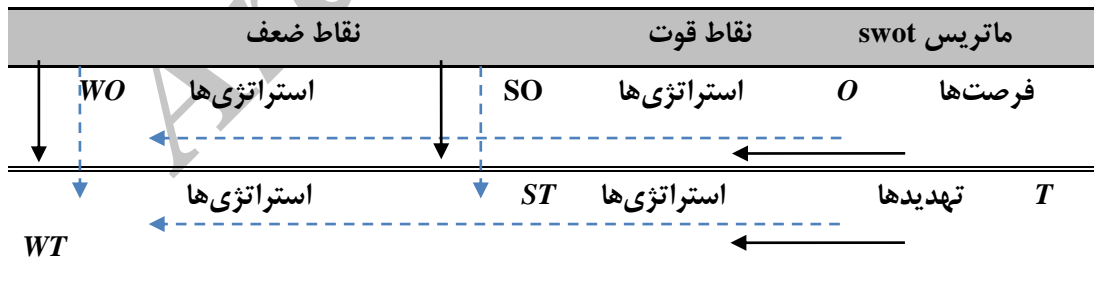 ماتریس swot نقاط قوت نقاط ضعف
فرصت‌ها O استراتژی‌ها SO استراتژی‌ها WO
T تهدیدها استراتژی‌ها ST استراتژی‌ها
WT